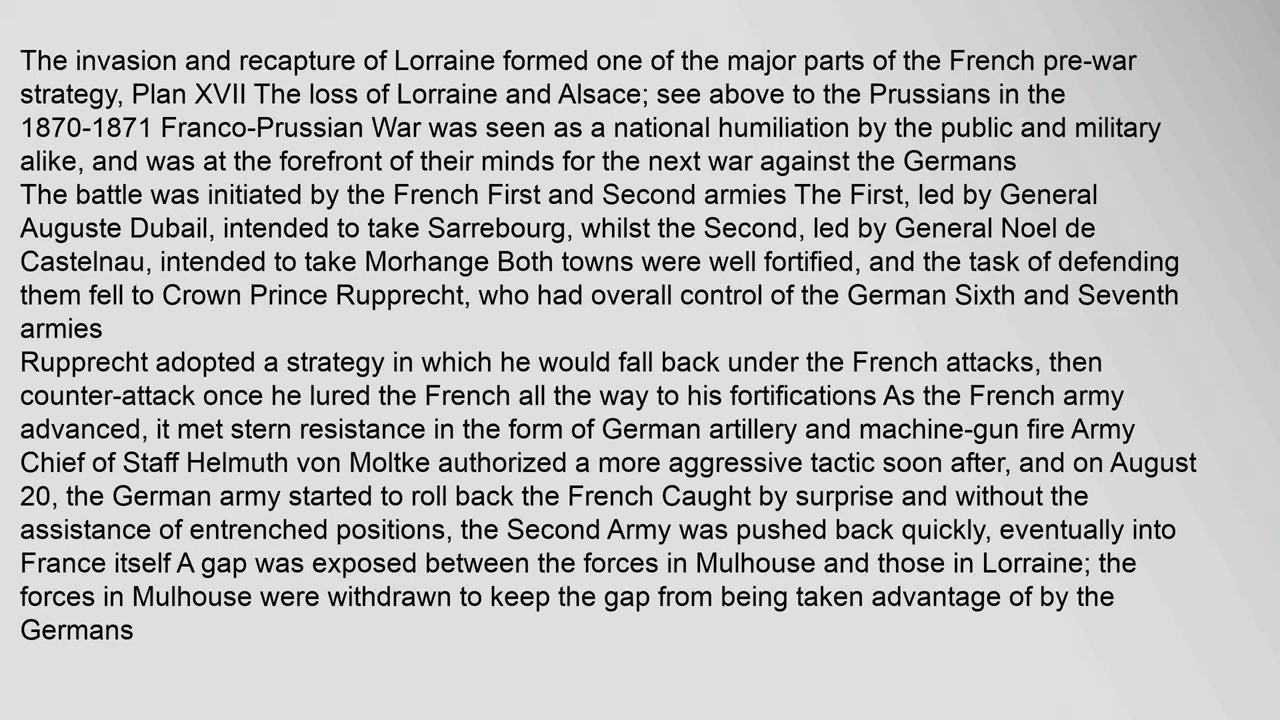 The invasion and recapture of Lorraine formed one of the major parts of the French pre-war
strategy, Plan XVII The loss of Lorraine and Alsace; see above to the Prussians in the
1870-1871 Franco-Prussian War was seen as a national humiliation by the public and military
alike, and was at the forefront of their minds for the next war against the Germans
The battle was initiated by the French First and Second armies The First, led by General
Auguste Dubail, intended to take Sarrebourg, whilst the Second, led by General Noel de
Castelnau, intended to take Morhange Both towns were well fortified, and the task of defending
them fell to Crown Prince Rupprecht, who had overall control of the German Sixth and Seventh
armies
Rupprecht adopted a strategy in which he would fall back under the French attacks, then
counter-attack once he lured the French all the way to his fortifications As the French army
advanced, it met stern resistance in the form of German artillery and machine-gun fire Army
Chief of Staff Helmuth von Moltke authorized a more aggressive tactic soon after, and on August
20, the German army started to roll back the French Caught by surprise and without the
assistance of entrenched positions, the Second Army was pushed back quickly, eventually into
France itself A gap was exposed between the forces in Mulhouse and those in Lorraine; the
forces in Mulhouse were withdrawn to keep the gap from being taken advantage of by the
Germans